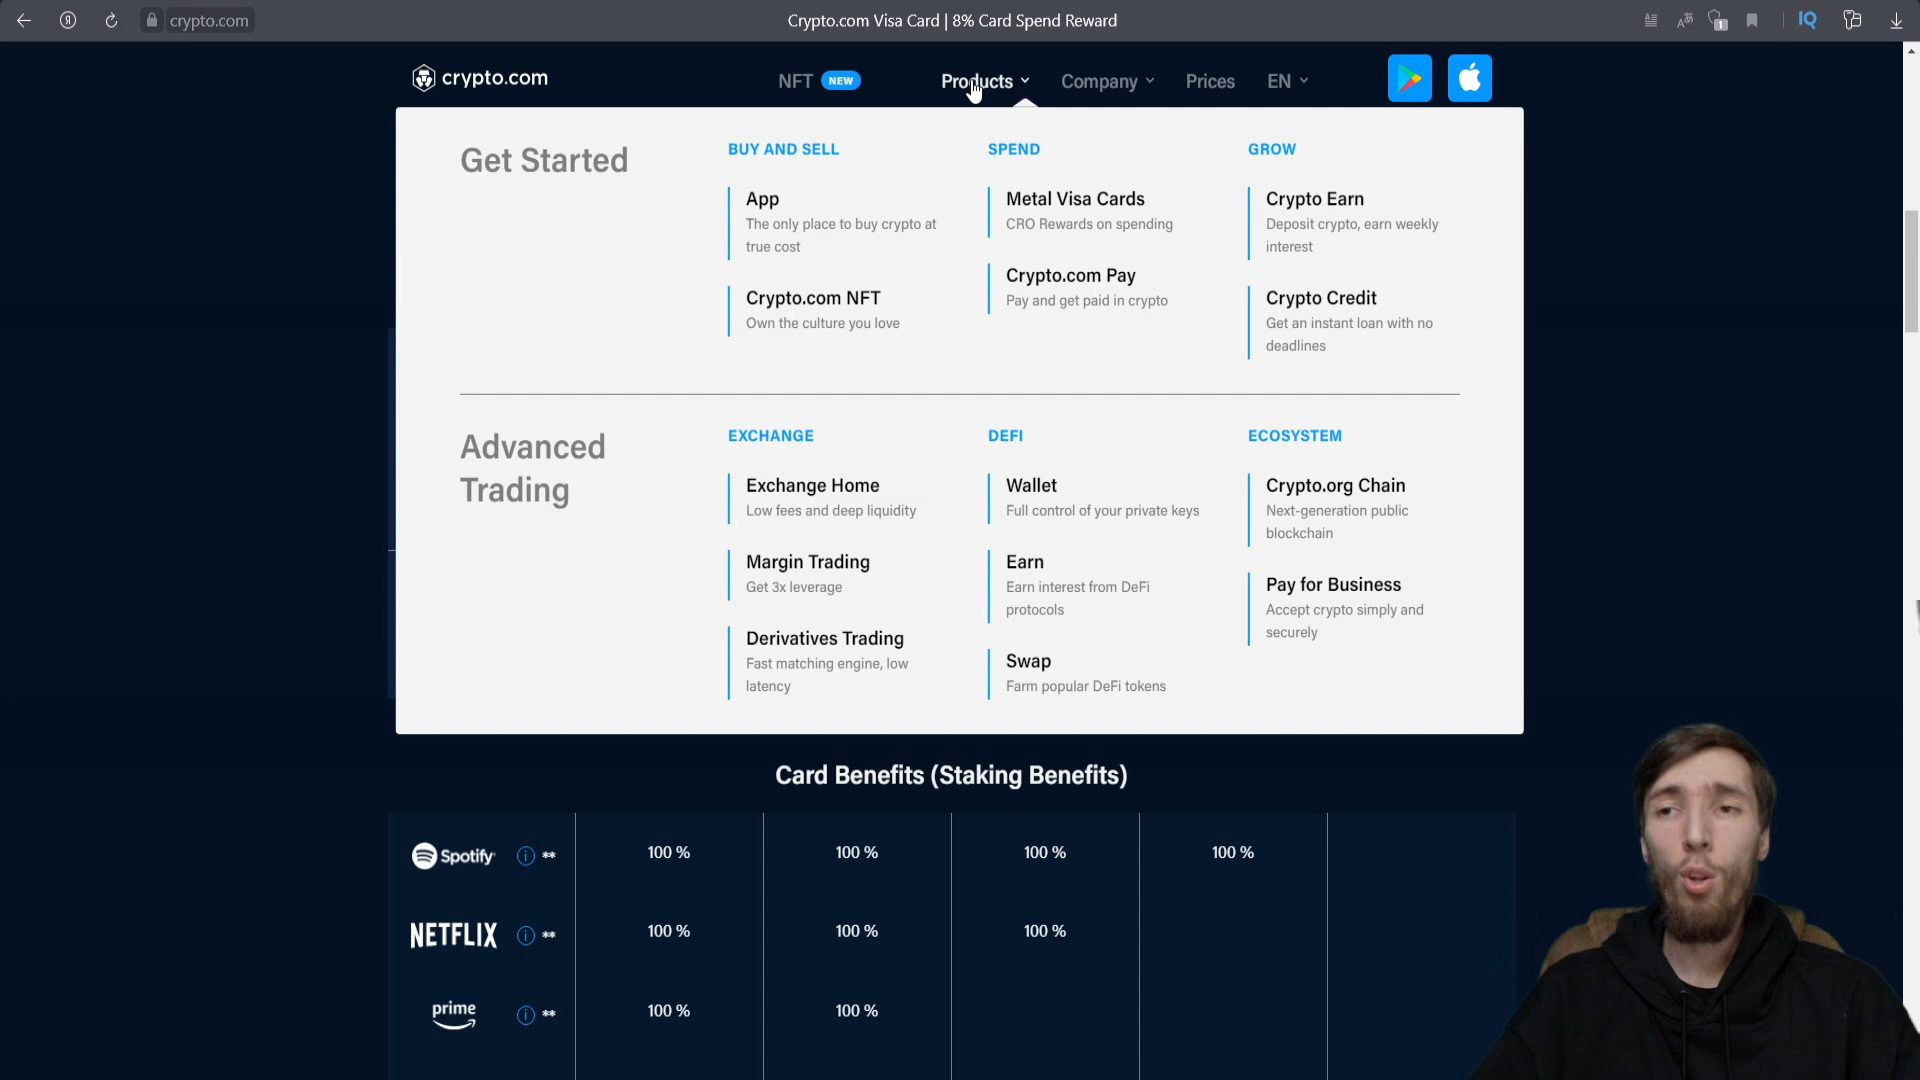 crypto.com
Crypto.com Visa Card | 8% Card Spend Reward
1
IQ
crypto.com
NFT NEW
Products
Company
Prices
EN
Get Started
BUY AND SELL
App
The only place to buy crypto at
true cost
Crypto.com NFT
Own the culture you love
SPEND
Metal Visa Cards
CRO Rewards on spending
Crypto.com Pay
Pay and get paid in crypto
GROW
Crypto Earn
Deposit crypto, earn weekly
interest
Crypto Credit
Get an instant loan with no
deadlines
Advanced
Trading
EXCHANGE
Exchange Home
Low fees and deep liquidity
Margin Trading
Get 3x leverage
Derivatives Trading
Fast matching engine, low
latency
DEFI
Wallet
Full control of your private keys
Earn
Earn interest from DeFi
protocols
Swap
Farm popular DeFi tokens
ECOSYSTEM
Crypto.org Chain
Next-generation public
blockchain
Pay for Business
Accept crypto simply and
securely
Card Benefits (Staking Benefits)
Spotify ** 100 % 100 % 100 % 100 %
NETFLIX ** 100 % 100 % 100 %
prime ** 100 % 100 %